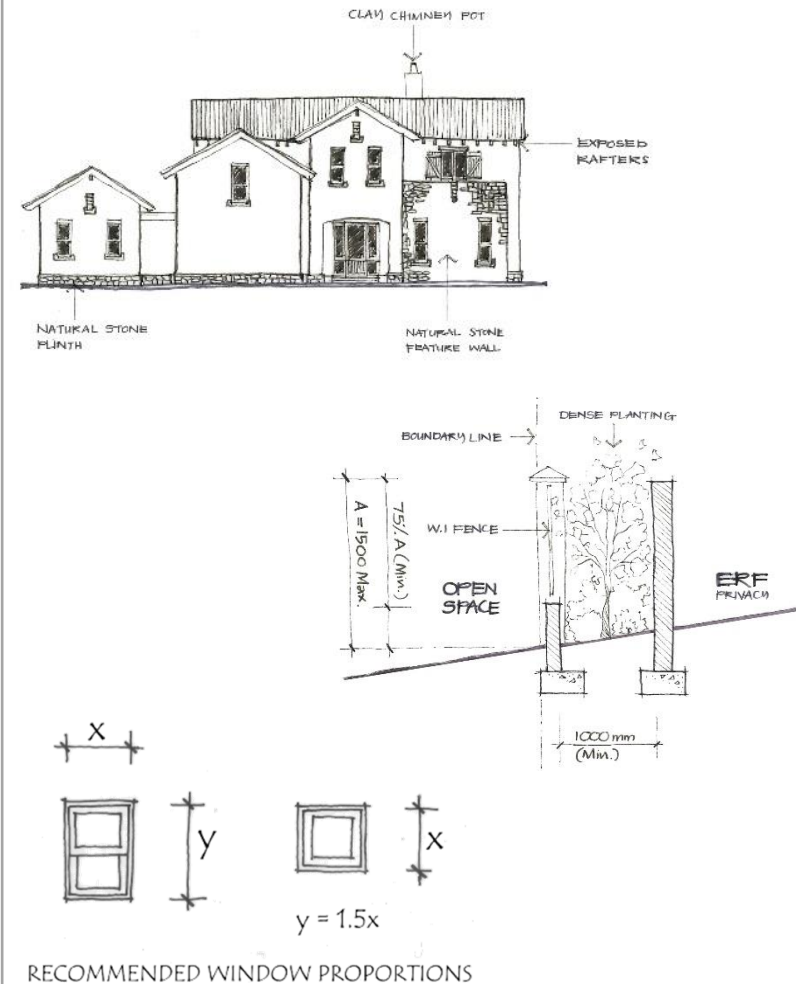 CLAY CHIMNEY POT
EXPOSED
RAFTERS
NATURAL STONE
PLINTH
NATURAL STONE
FEATURE WALL
DENSE PLANTING
BOUNDARY LINE
W.I FENCE
75% A (Min.)
A = 1500 Max.
OPEN
SPACE
ERF
PRIVACY
1000 mm
(Min.)
x
y
x
y = 1.5x
RECOMMENDED WINDOW PROPORTIONS